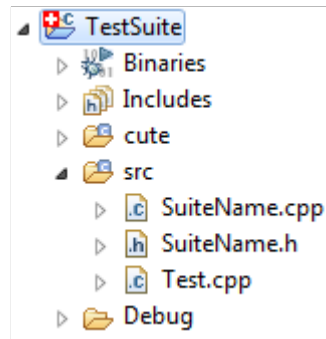 TestSuite
Binaries
Includes
cute
src
SuiteName.cpp
SuiteName.h
Test.cpp
Debug